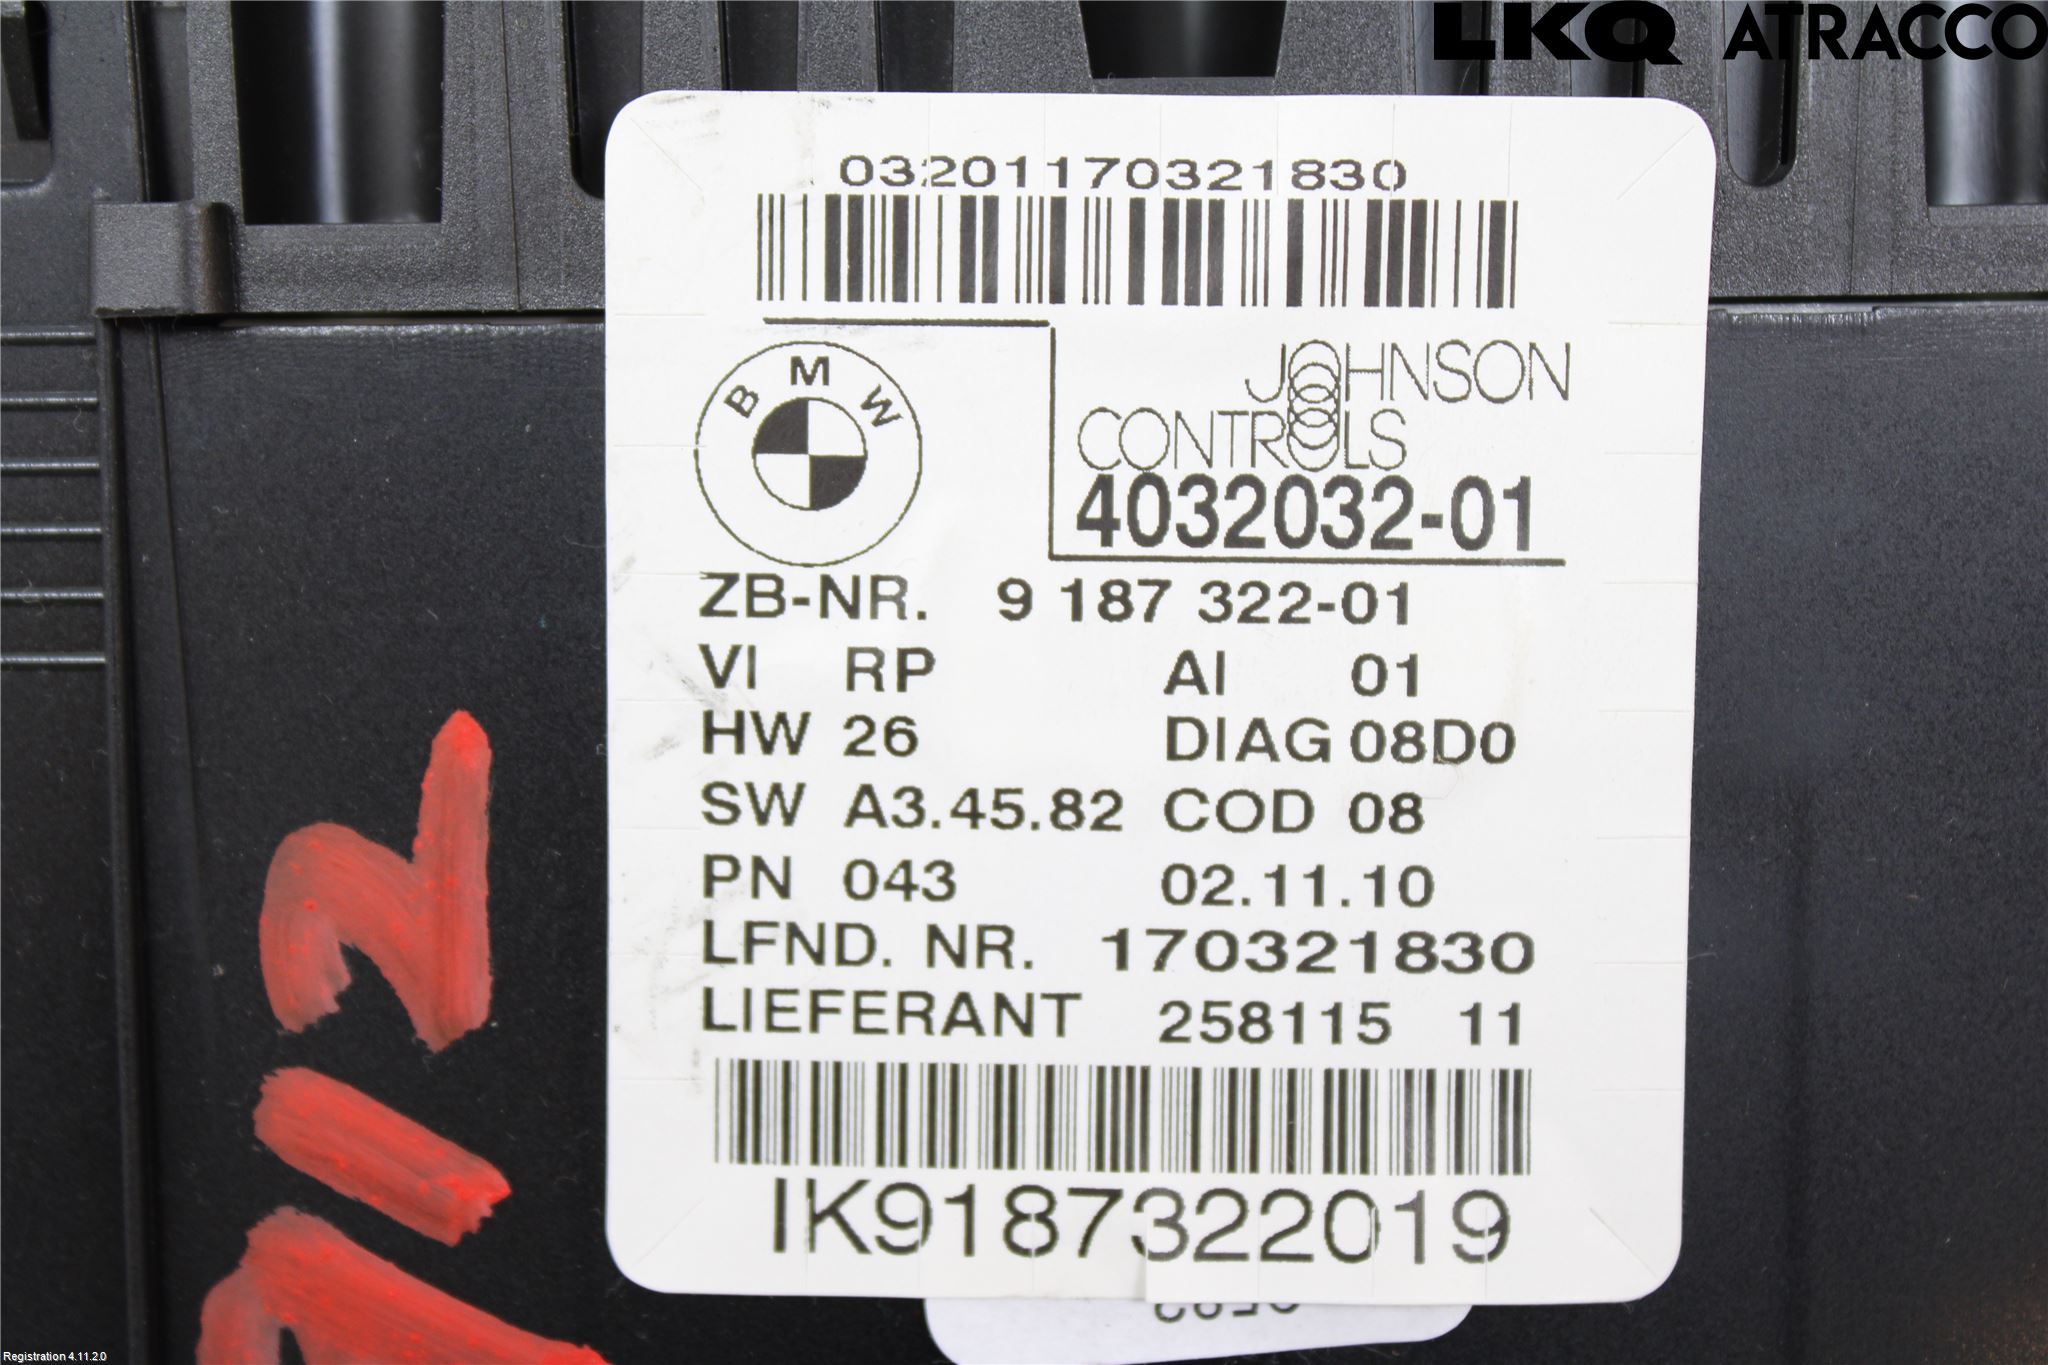 LKQ ATRACCO
03201170321830
BMW
JOHNSON
CONTROLS
4032032-01
ZB-NR. 9 187 322-01
VI RP AI 01
HW 26 DIAG 08D0
SW A3.45.82 COD 08
PN 043 02.11.10
LFND. NR. 170321830
LIEFERANT 258115 11
IK9187322019
Registration 4.11.2.0